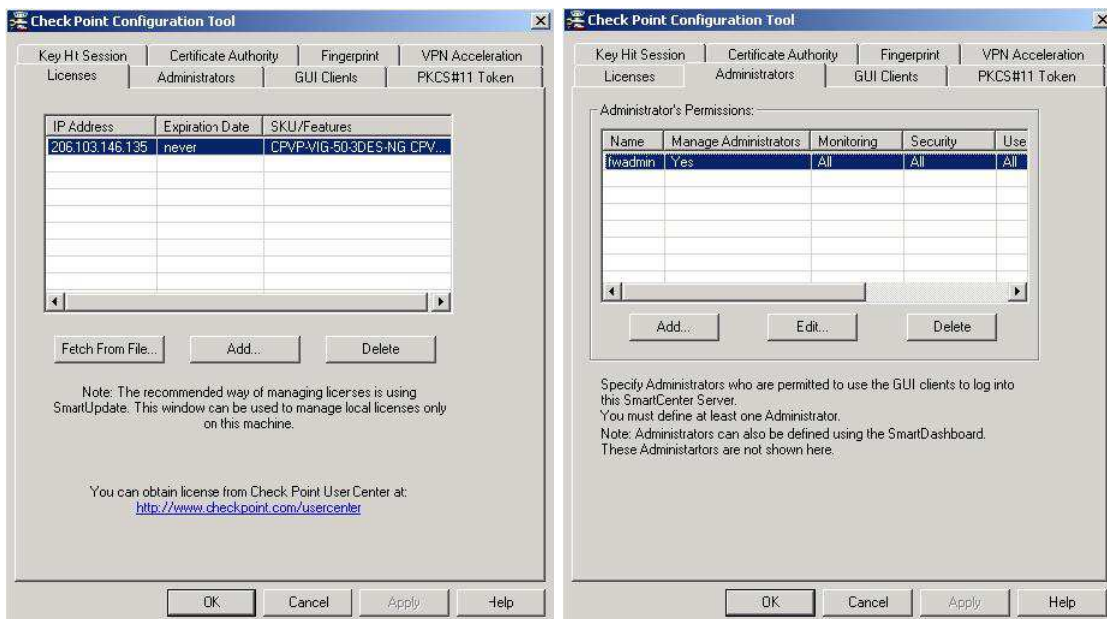 Check Point Configuration Tool
Key Hit Session Certificate Authority Fingerprint VPN Acceleration
Licenses Administrators GUI Clients PKCS#11 Token
IP Address Expiration Date SKU/Features
206.103.146.135 never CPVP-VIG-50-3DES-NG CPV...
Fetch From File... Add... Delete
Note: The recommended way of managing licenses is using
SmartUpdate. This window can be used to manage local licenses only
on this machine.
You can obtain license from Check Point User Center at:
http://www.checkpoint.com/usercenter
OK Cancel Apply Help
Check Point Configuration Tool
Key Hit Session Certificate Authority Fingerprint VPN Acceleration
Licenses Administrators GUI Clients PKCS#11 Token
Administrator's Permissions:
Name Manage Administrators Monitoring Security Use
fwadmin Yes All All All
Add... Edit... Delete
Specify Administrators who are permitted to use the GUI clients to log into
this SmartCenter Server.
You must define at least one Administrator.
Note: Administrators can also be defined using the SmartDashboard.
These Administartors are not shown here.
OK Cancel Apply Help